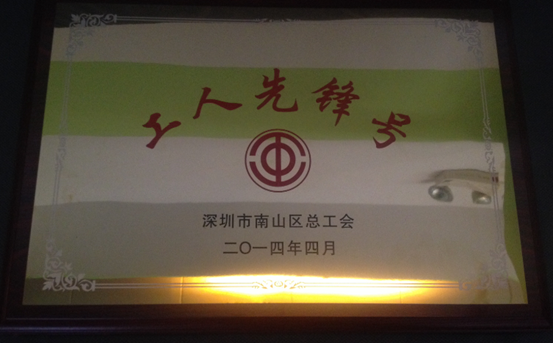 工人先锋号
深圳市南山区总工会
二〇一四年四月